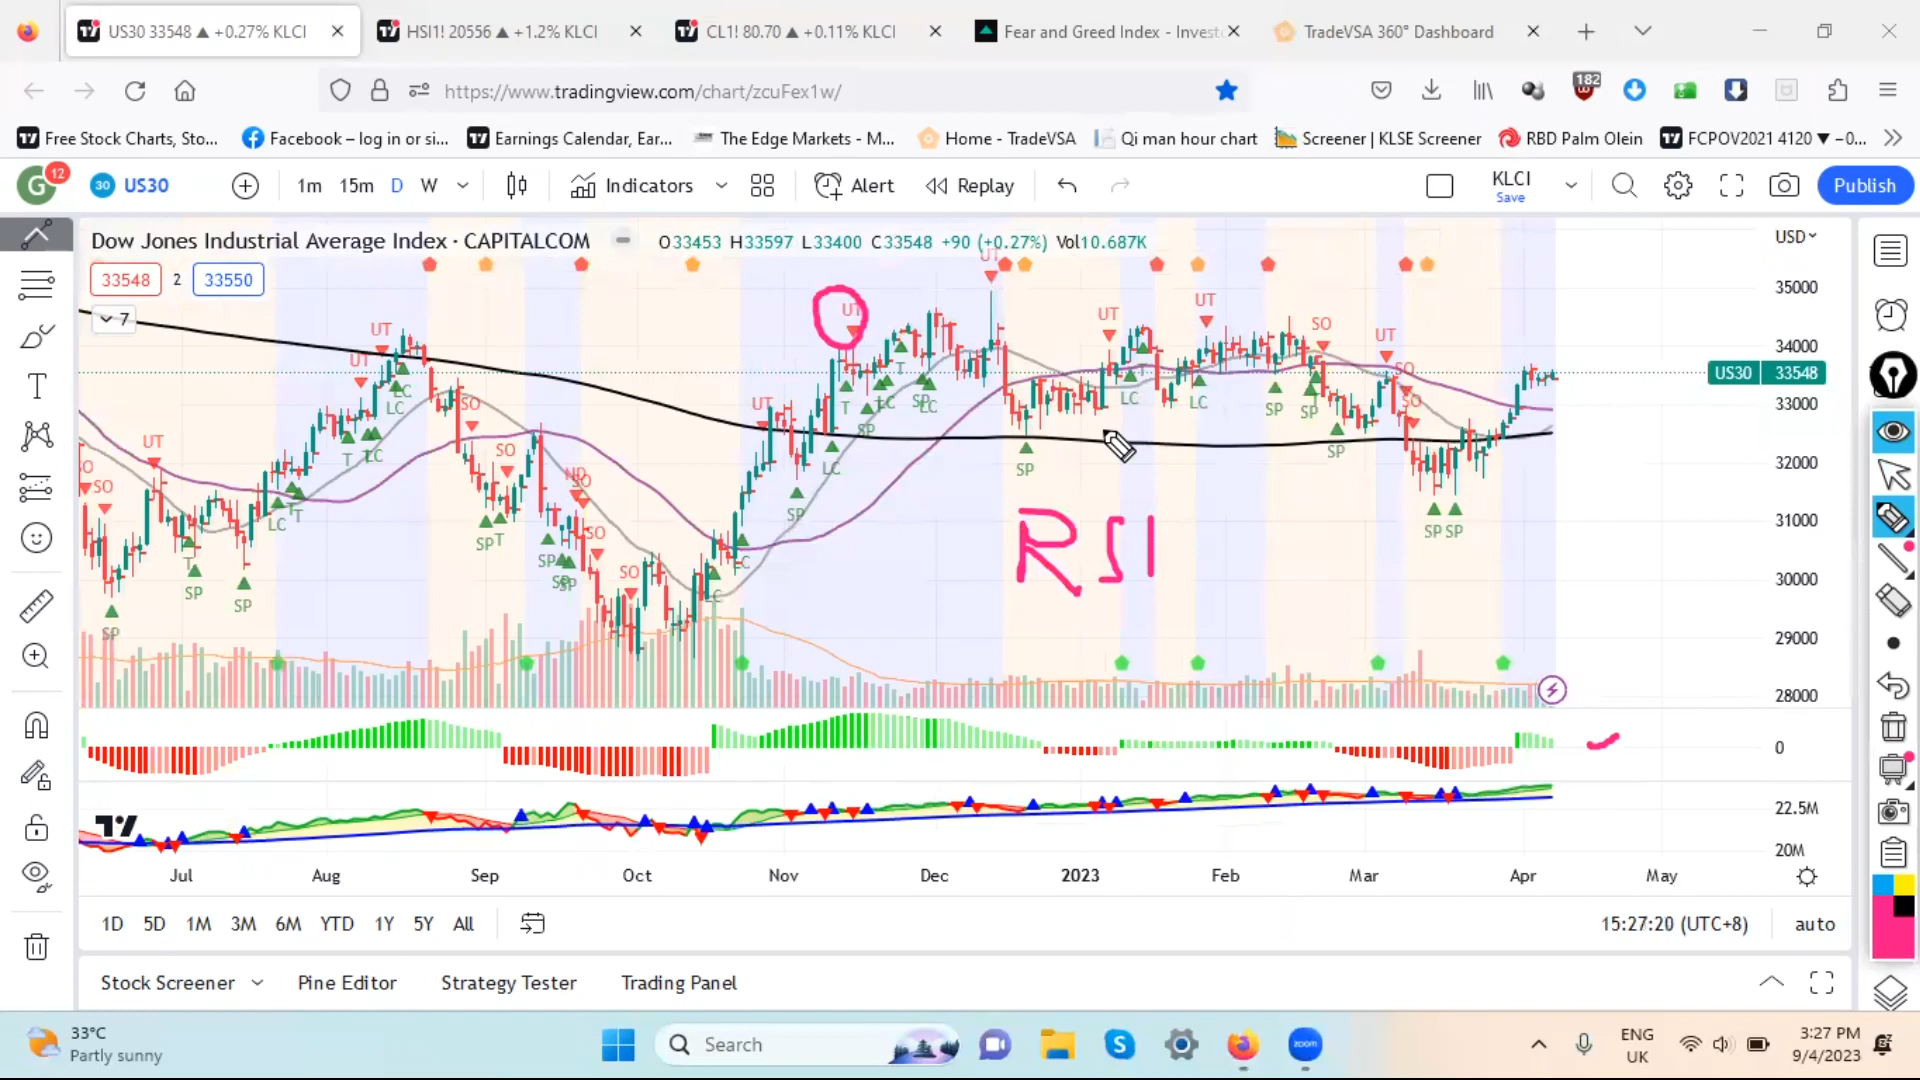 US30 33548 ▲ +0.27% KLCI
HSI1! 20556 ▲ +1.2% KLCI
CL1! 80.70 ▲ +0.11% KLCI
Fear and Greed Index - Invest
TradeVSA 360° Dashboard
https://www.tradingview.com/chart/zcuFex1w/
182
Free Stock Charts, Sto...
Facebook – log in or si...
Earnings Calendar, Ear...
The Edge Markets - M...
Home - TradeVSA
Qi man hour chart
Screener | KLSE Screener
RBD Palm Olein
FCPOV2021 4120 ▼ −0...
G 12
30 US30
1m 15m D W
Indicators
Alert
Replay
KLCI
Save
Publish
Dow Jones Industrial Average Index · CAPITALCOM
O33453 H33597 L33400 C33548 +90 (+0.27%) Vol10.687K
USD
33548 2 33550
7
35000
34000
US30 33548
33000
32000
31000
30000
29000
28000
0
22.5M
20M
RSI
Jul Aug Sep Oct Nov Dec 2023 Feb Mar Apr May
1D 5D 1M 3M 6M YTD 1Y 5Y All
15:27:20 (UTC+8)
auto
Stock Screener
Pine Editor
Strategy Tester
Trading Panel
33°C
Partly sunny
Search
zoom
ENG
UK
3:27 PM
9/4/2023